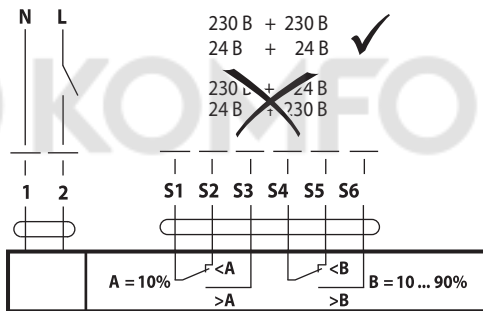 N L
230 В + 230 В
24 В + 24 В
230 В + 24 В
24 В + 230 В
KOMFO
1 2 S1 S2 S3 S4 S5 S6
A = 10% <A >A <B >B B = 10 ... 90%